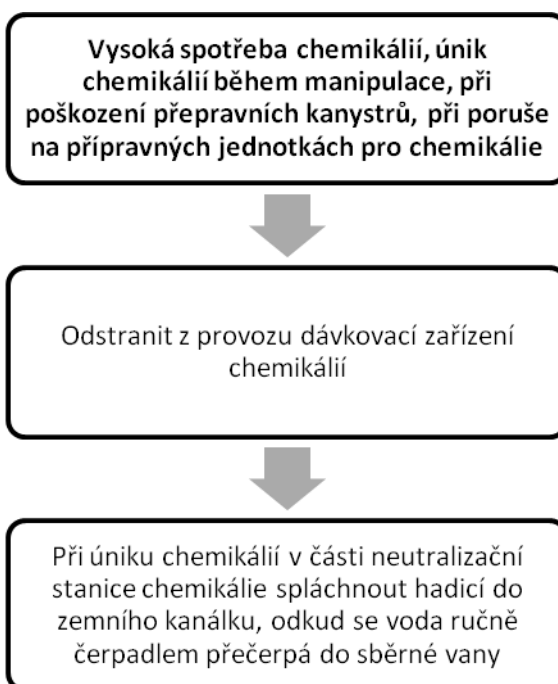 Vysoká spotřeba chemikálií, únik
chemikálií během manipulace, při
poškození přepravních kanystrů, při poruše
na přípravných jednotkách pro chemikálie
Odstranit z provozu dávkovací zařízení
chemikálií
Při úniku chemikálií v části neutralizační
stanice chemikálie spláchnout hadicí do
zemního kanálku, odkud se voda ručně
čerpadlem přečerpá do sběrné vany